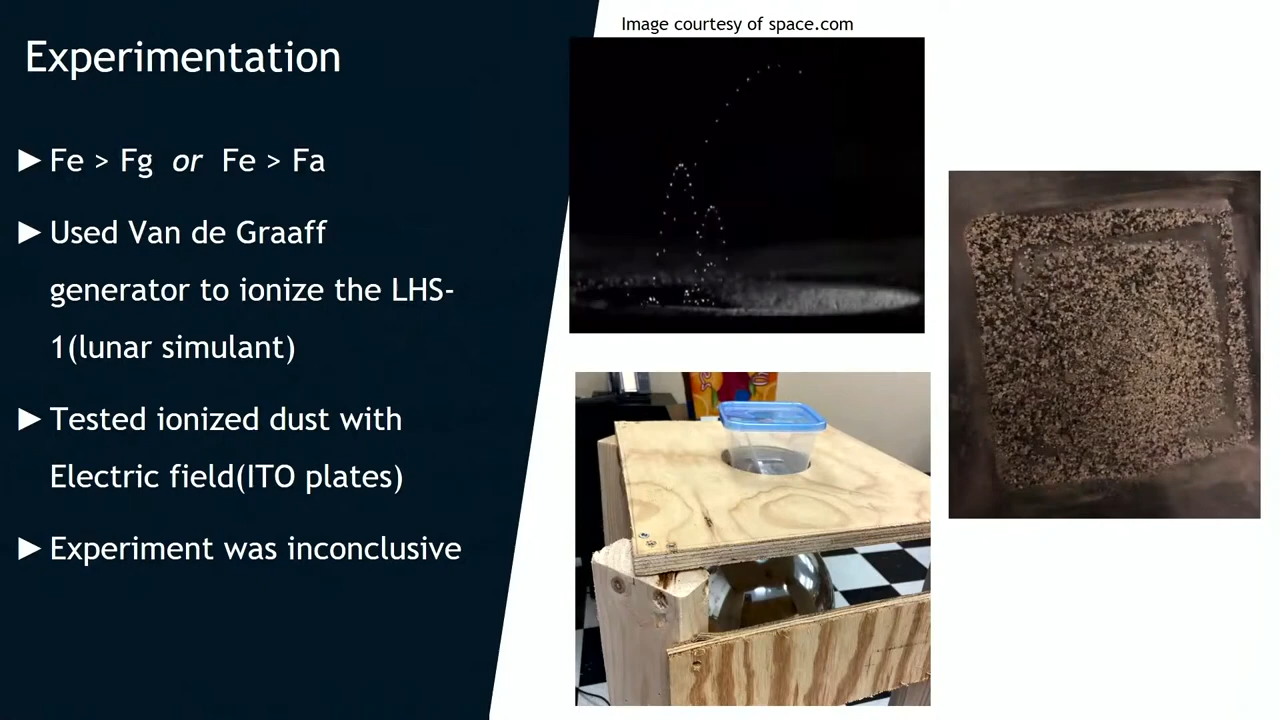 Image courtesy of space.com
Experimentation
► Fe > Fg or Fe > Fa
► Used Van de Graaff
generator to ionize the LHS-
1(lunar simulant)
► Tested ionized dust with
Electric field(ITO plates)
► Experiment was inconclusive